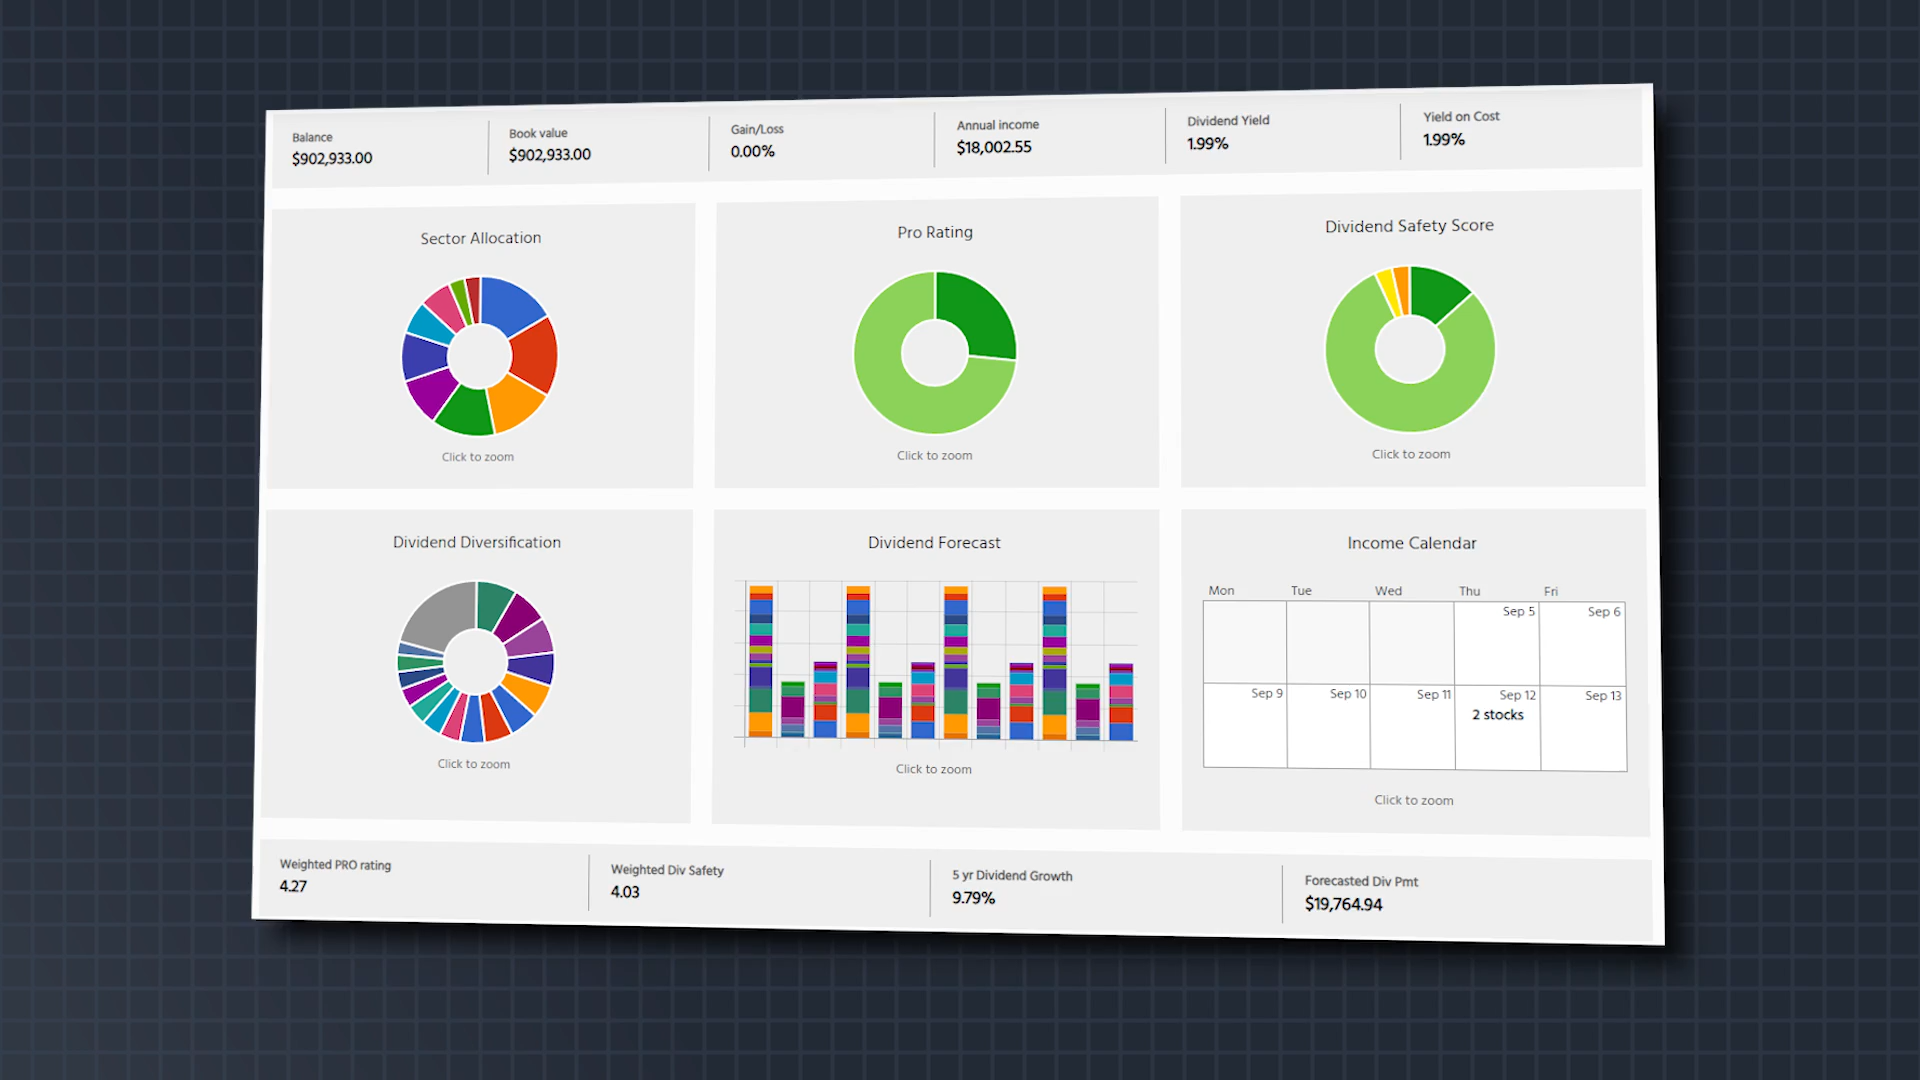 Balance
$902,933.00
Book value
$902,933.00
Gain/Loss
0.00%
Annual income
$18,002.55
Dividend Yield
1.99%
Yield on Cost
1.99%
Sector Allocation
Click to zoom
Pro Rating
Click to zoom
Dividend Safety Score
Click to zoom
Dividend Diversification
Click to zoom
Dividend Forecast
Click to zoom
Income Calendar
Mon Tue Wed Thu Fri
Sep 5 Sep 6
Sep 9 Sep 10 Sep 11 Sep 12 Sep 13
2 stocks
Click to zoom
Weighted PRO rating
4.27
Weighted Div Safety
4.03
5 yr Dividend Growth
9.79%
Forecasted Div Pmt
$19,764.94